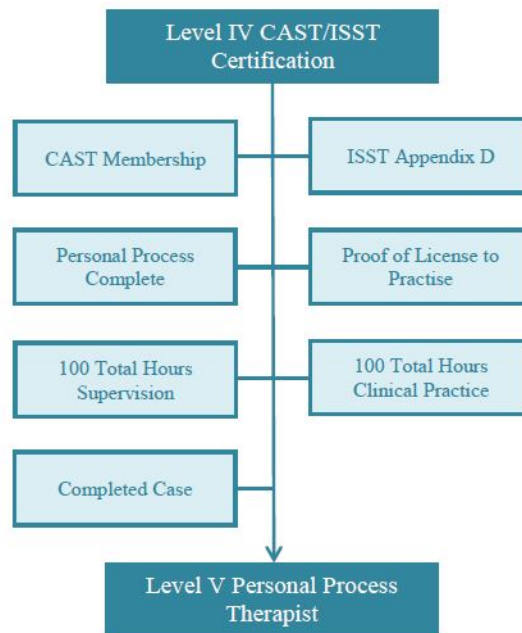 Level IV CAST/ISST
Certification
CAST Membership
ISST Appendix D
Personal Process
Complete
Proof of License to
Practise
100 Total Hours
Supervision
100 Total Hours
Clinical Practice
Completed Case
Level V Personal Process
Therapist